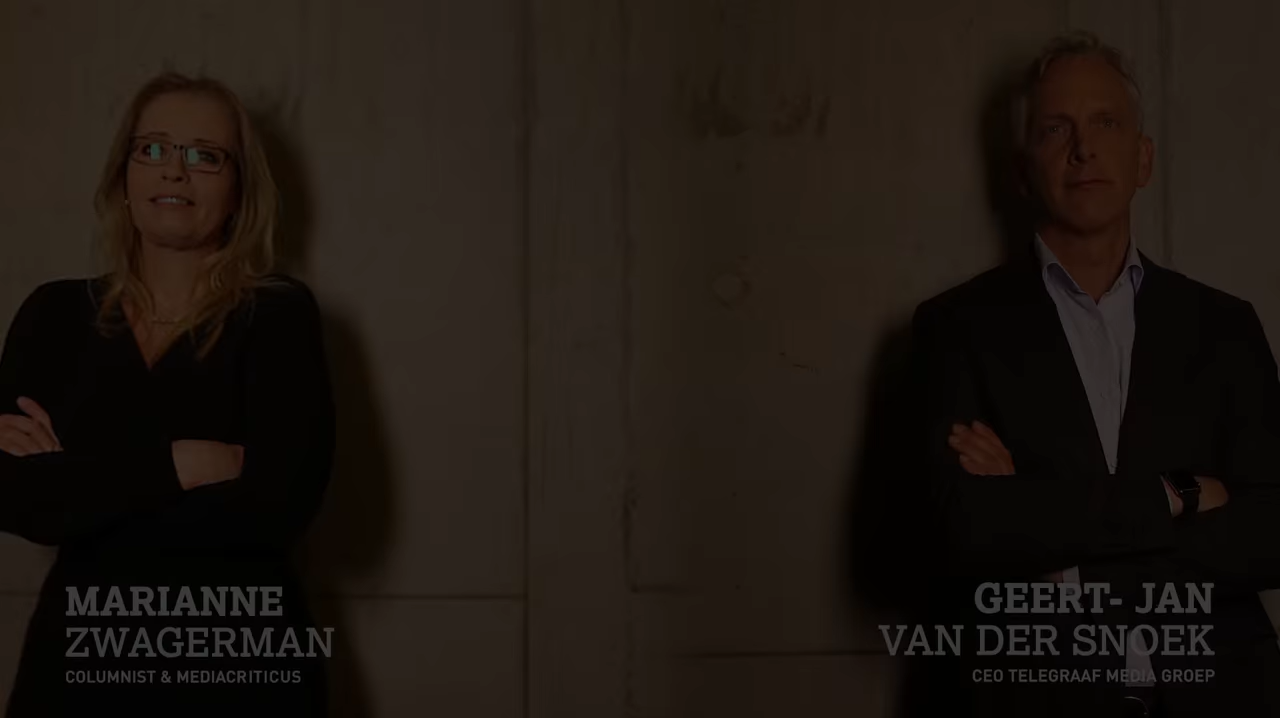 MARIANNE
ZWAGERMAN
COLUMNIST & MEDIACRITICUS
GEERT- JAN
VAN DER SNOEK
CEO TELEGRAAF MEDIA GROEP